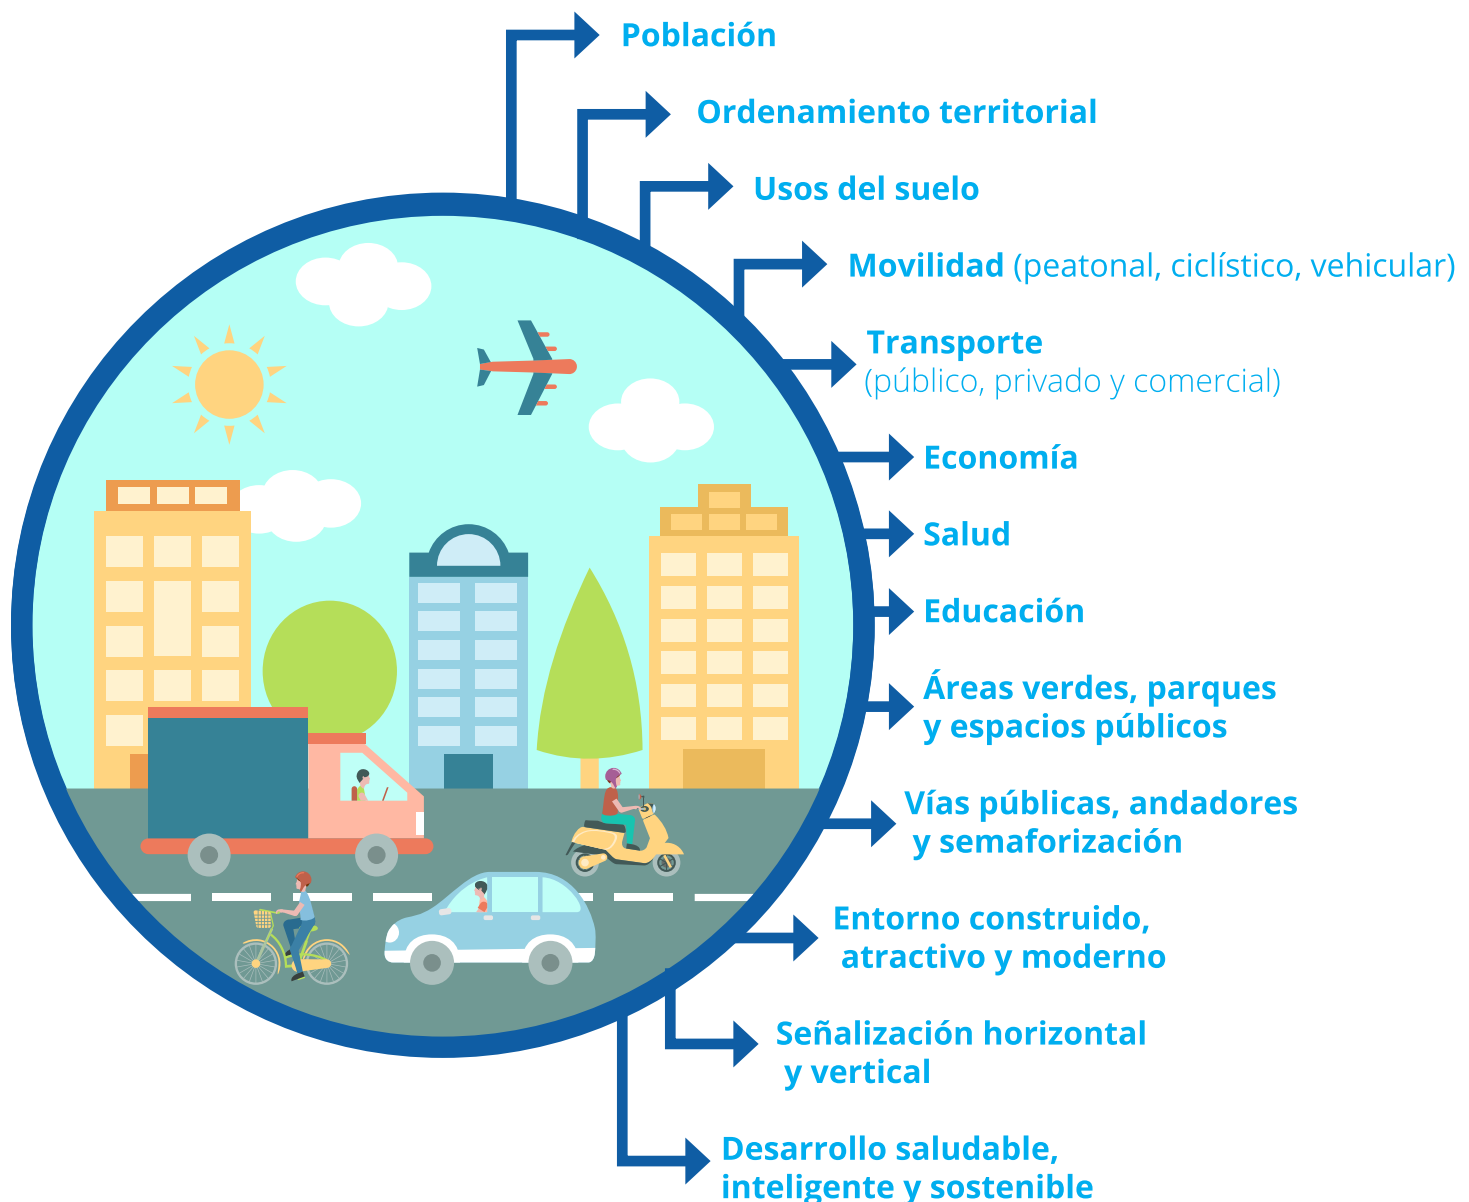 Población
Ordenamiento territorial
Usos del suelo
Movilidad (peatonal, ciclístico, vehicular)
Transporte
(público, privado y comercial)
Economía
Salud
Educación
Áreas verdes, parques
y espacios públicos
Vías públicas, andadores
y semaforización
Entorno construido,
atractivo y moderno
Señalización horizontal
y vertical
Desarrollo saludable,
inteligente y sostenible